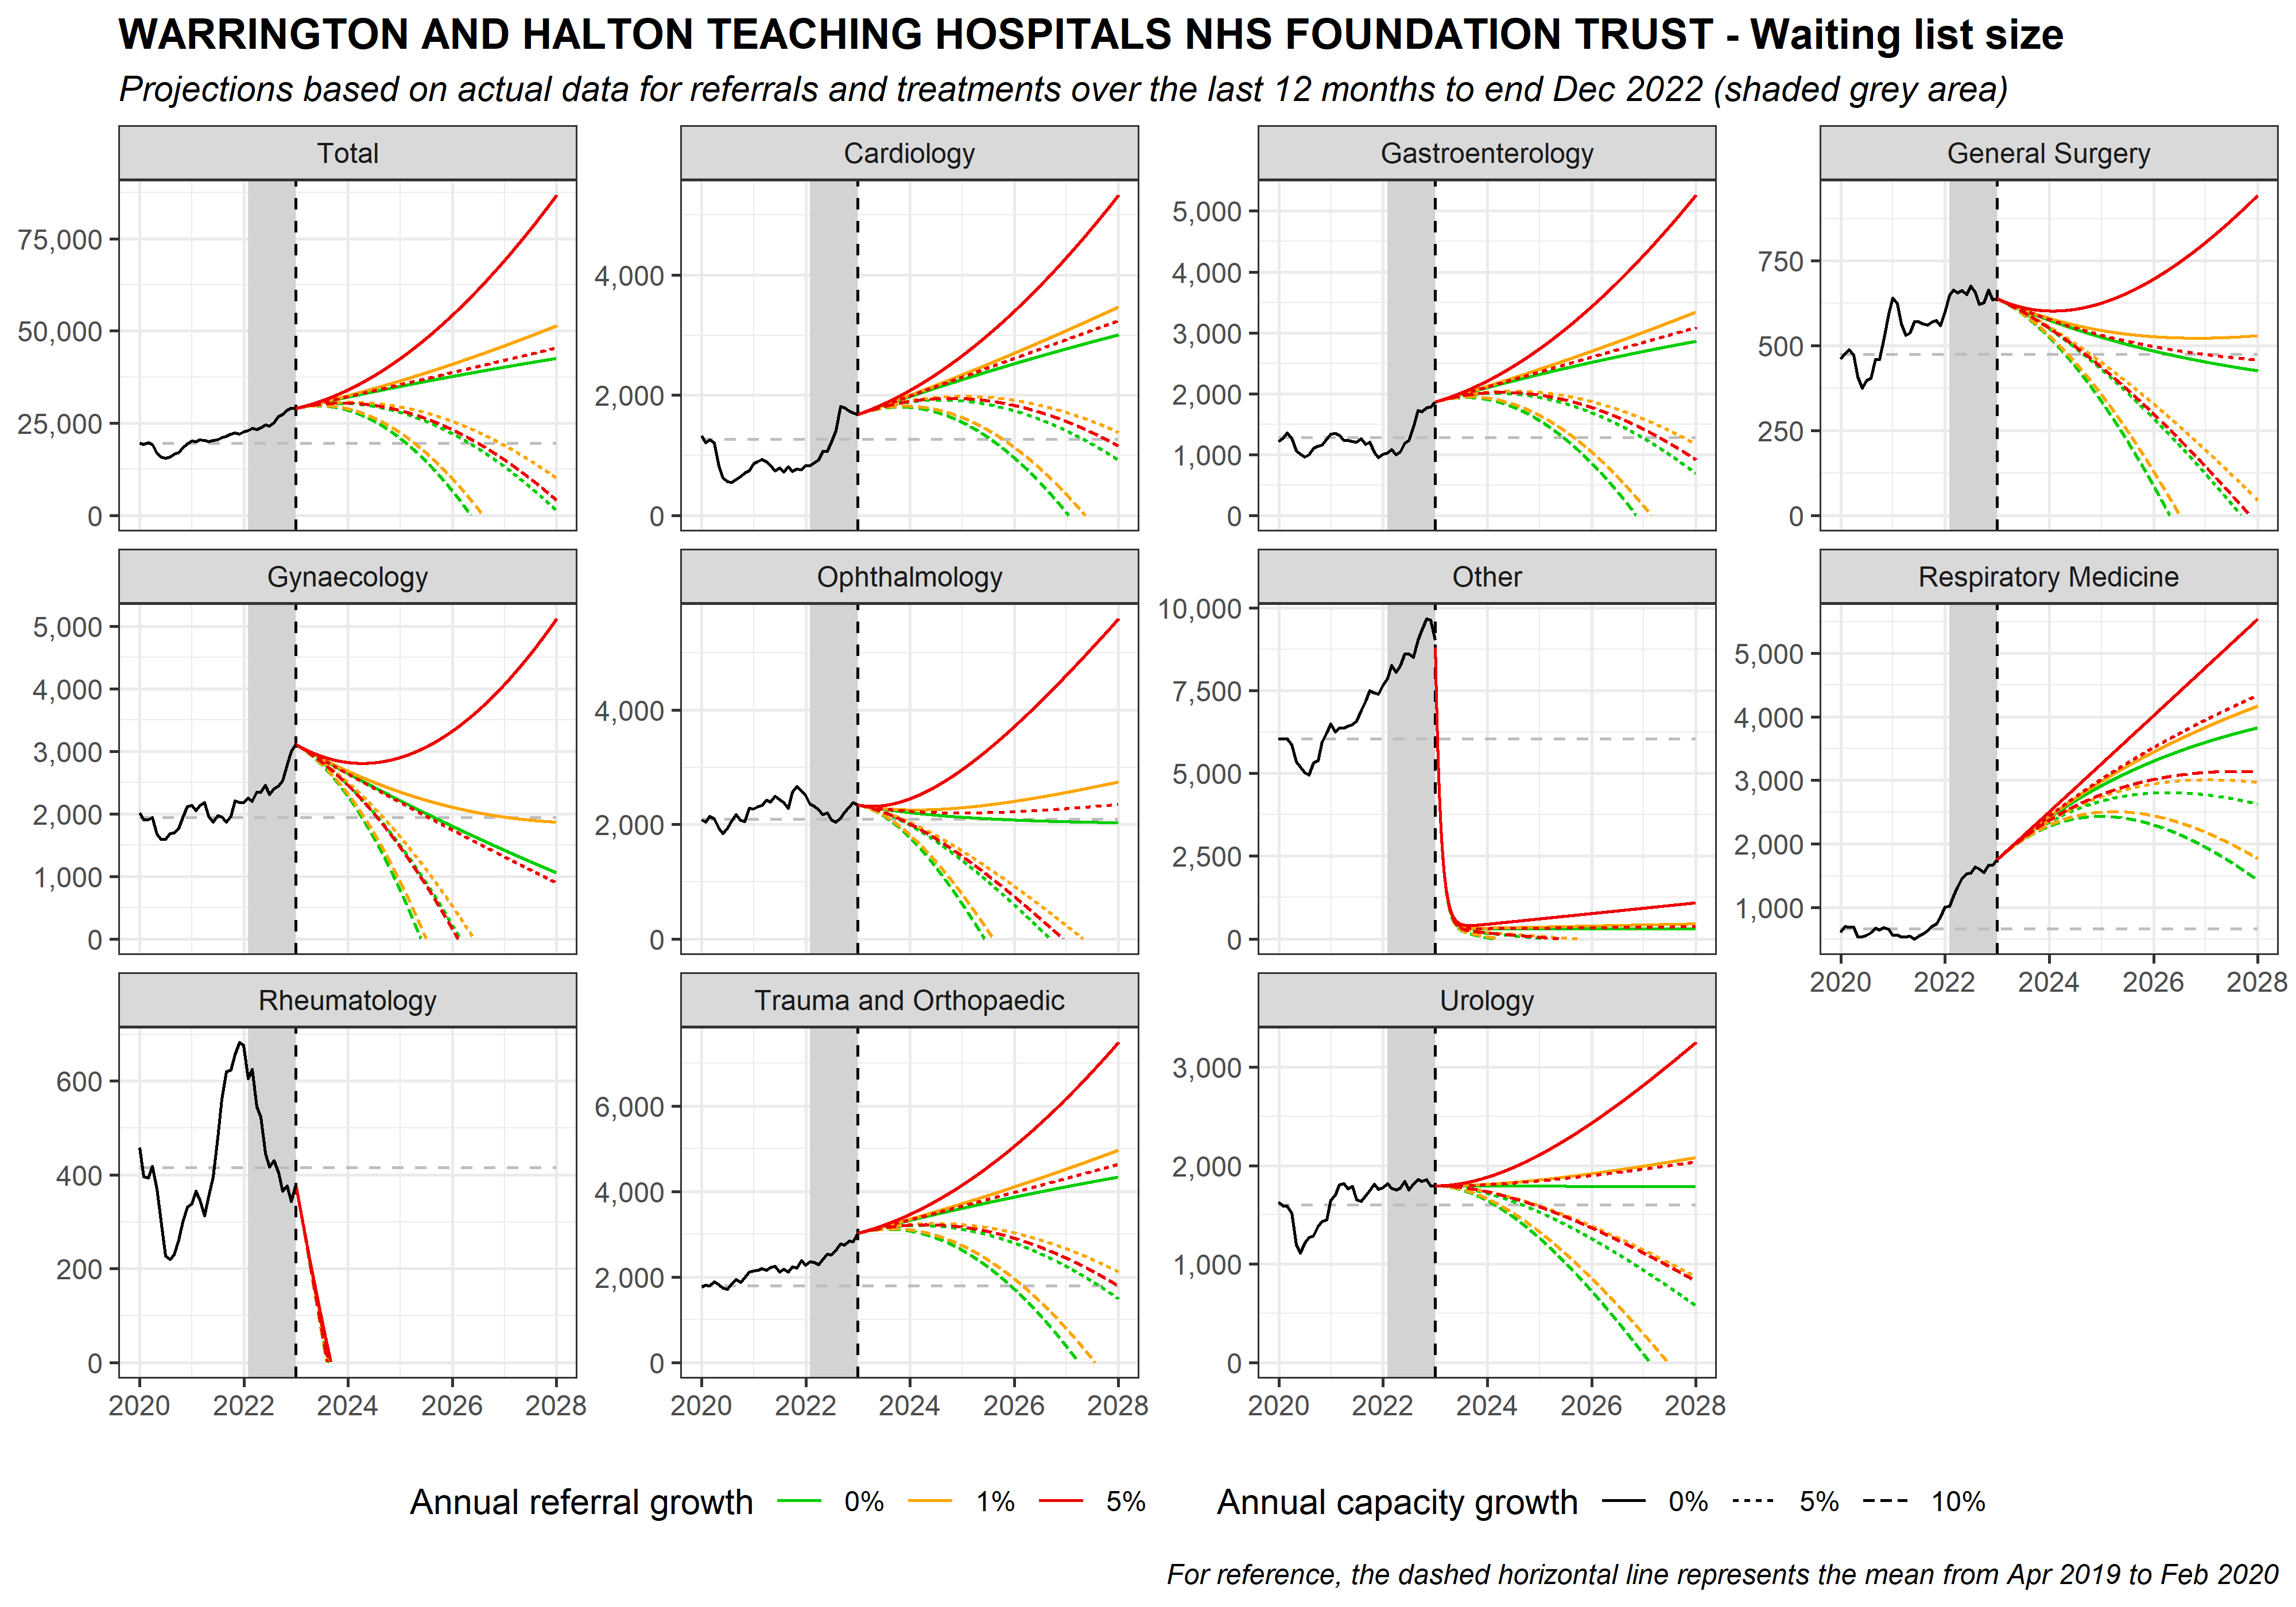 WARRINGTON AND HALTON TEACHING HOSPITALS NHS FOUNDATION TRUST - Waiting list size
Projections based on actual data for referrals and treatments over the last 12 months to end Dec 2022 (shaded grey area)
Total
75,000
50,000
25,000
0
Cardiology
4,000
2,000
0
Gastroenterology
5,000
4,000
3,000
2,000
1,000
0
General Surgery
750
500
250
0
Gynaecology
5,000
4,000
3,000
2,000
1,000
0
Ophthalmology
4,000
2,000
0
Other
10,000
7,500
5,000
2,500
0
Respiratory Medicine
5,000
4,000
3,000
2,000
1,000
2020 2022 2024 2026 2028
Rheumatology
600
400
200
0
2020 2022 2024 2026 2028
Trauma and Orthopaedic
6,000
4,000
2,000
0
2020 2022 2024 2026 2028
Urology
3,000
2,000
1,000
0
2020 2022 2024 2026 2028
Annual referral growth 0% 1% 5% Annual capacity growth 0% 5% 10%
For reference, the dashed horizontal line represents the mean from Apr 2019 to Feb 2020